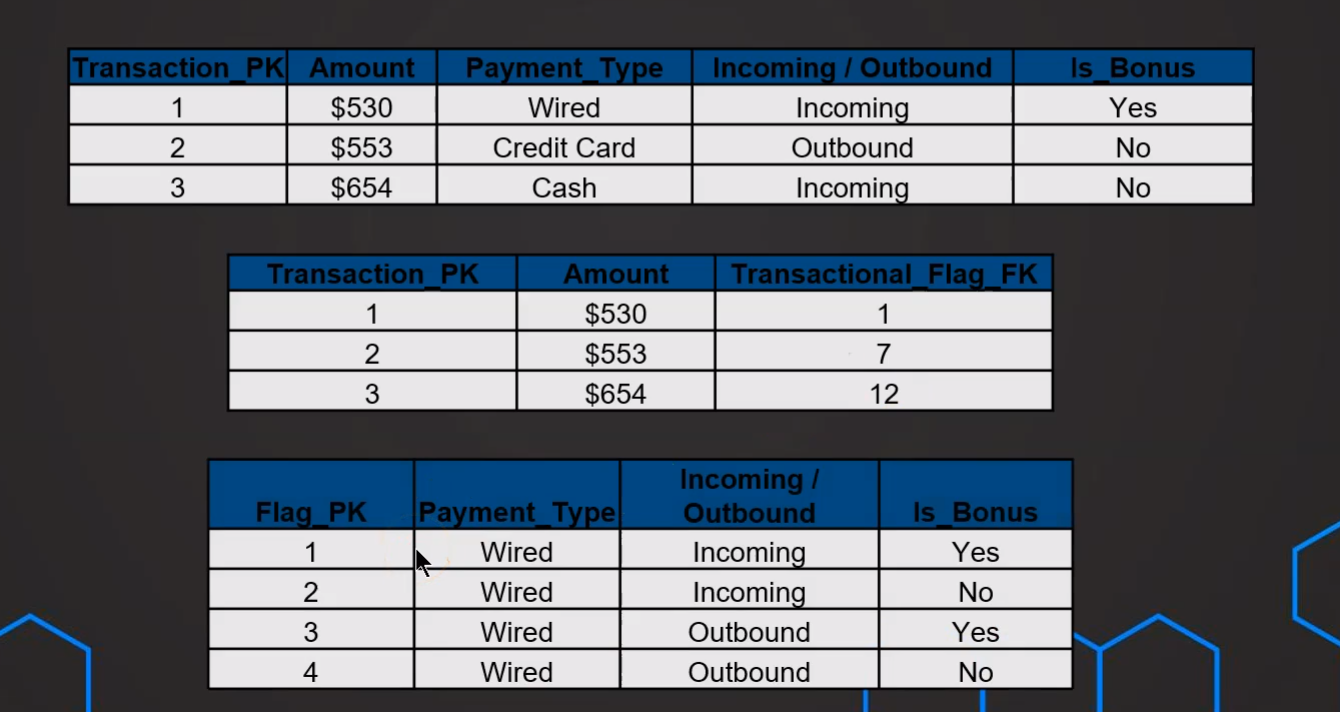 Transaction_PK Amount Payment_Type Incoming / Outbound Is_Bonus
1 $530 Wired Incoming Yes
2 $553 Credit Card Outbound No
3 $654 Cash Incoming No
Transaction_PK Amount Transactional_Flag_FK
1 $530 1
2 $553 7
3 $654 12
Incoming /
Flag_PK Payment_Type Outbound Is_Bonus
1 Wired Incoming Yes
2 Wired Incoming No
3 Wired Outbound Yes
4 Wired Outbound No